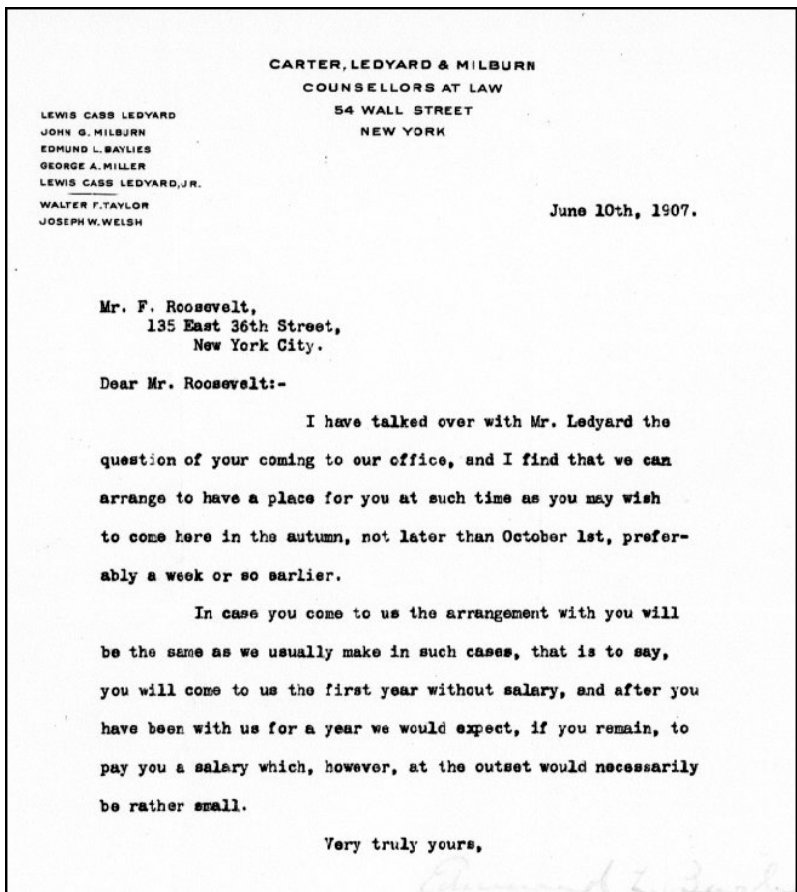 CARTER, LEDYARD & MILBURN
COUNSELLORS AT LAW
54 WALL STREET
NEW YORK
LEWIS CASS LEDYARD
JOHN G. MILBURN
EDMUND L. BAYLIES
GEORGE A. MILLER
LEWIS CASS LEDYARD, JR.
WALTER F. TAYLOR
JOSEPH W. WELSH
June 10th, 1907.
Mr. F. Roosevelt,
135 East 36th Street,
New York City.
Dear Mr. Roosevelt:-
I have talked over with Mr. Ledyard the
question of your coming to our office, and I find that we can
arrange to have a place for you at such time as you may wish
to come here in the autumn, not later than October 1st, prefer-
ably a week or so earlier.
In case you come to us the arrangement with you will
be the same as we usually make in such cases, that is to say,
you will come to us the first year without salary, and after you
have been with us for a year we would expect, if you remain, to
pay you a salary which, however, at the outset would necessarily
be rather small.
Very truly yours,